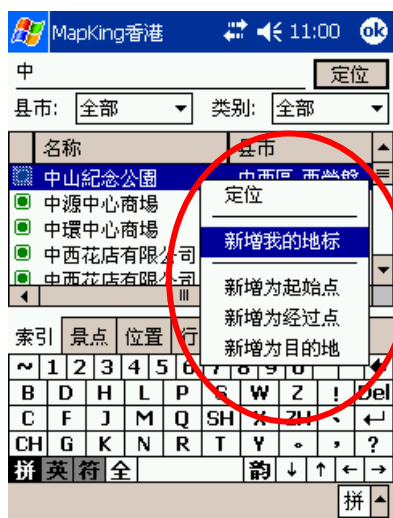 MapKing香港 11:00 ok
中 定位
县市: 全部 类别: 全部
名称 县市
中山紀念公園 中西區 西營盤
中源中心商場
中環中心商場
中西花店有限公司
中西花店有限公司
定位
新增我的地标
新增为起始点
新增为经过点
新增为目的地
索引 景点 位置 行
~ 1 2 3 4 5 6 7 8 9 0
B D H L P S W Z ! Del
C F J M Q SH X ZH 、 ↵
CH G K N R T Y 。 , ?
拼 英 符 全 韵 ↓ ↑ ← →
拼